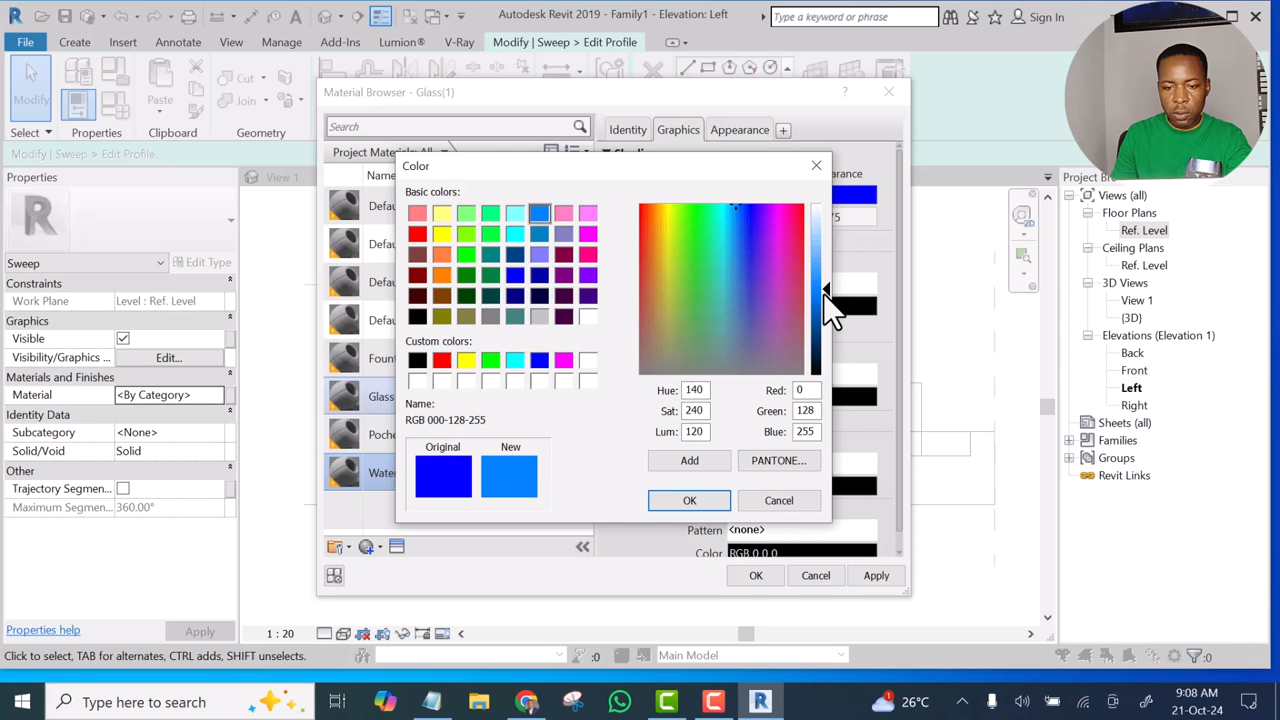 Autodesk Revit 2019 - Family1 - Elevation: Left
Type a keyword or phrase
Sign In
File Create Insert Annotate View Manage Add-Ins Lumion® V-Ray Modify | Sweep > Edit Profile
Modify
Paste
Cut
Join
Select Properties Clipboard Geometry
Modify | Sweep > Edit Profile
Properties
Sweep
Edit Type
Constraints
Work Plane Level : Ref. Level
Graphics
Visible
Visibility/Graphics ... Edit...
Materials and Finishes
Material <By Category>
Identity Data
Subcategory <None>
Solid/Void Solid
Other
Trajectory Segmen...
Maximum Segmen... 360.00°
Properties help
Apply
View 1
Material Browser - Glass(1)
Search
Project Materials: All
Identity Graphics Appearance
Color
Basic colors:
Custom colors:
Name:
RGB 000-128-255
Original New
Hue: 140 Red: 0
Sat: 240 Green: 128
Lum: 120 Blue: 255
Add PANTONE...
OK Cancel
Pattern <none>
Color RGB 0 0 0
OK Cancel Apply
Views (all)
Floor Plans
Ref. Level
Ceiling Plans
Ref. Level
3D Views
View 1
{3D}
Elevations (Elevation 1)
Back
Front
Left
Right
Sheets (all)
Families
Groups
Revit Links
1 : 20
Click to select, TAB for alternates, CTRL adds, SHIFT unselects.
:0
Main Model
:0
Type here to search
1
26°C
9:08 AM
21-Oct-24